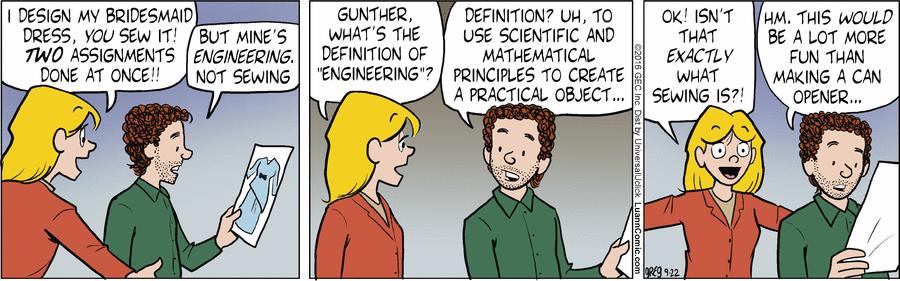 I DESIGN MY BRIDESMAID
DRESS, YOU SEW IT!
TWO ASSIGNMENTS
DONE AT ONCE!!
BUT MINE'S
ENGINEERING.
NOT SEWING
GUNTHER,
WHAT'S THE
DEFINITION OF
"ENGINEERING"?
DEFINITION? UH, TO
USE SCIENTIFIC AND
MATHEMATICAL
PRINCIPLES TO CREATE
A PRACTICAL OBJECT...
©2016 GEC Inc. Dist by UniversalUclick LuannComic.com
OK! ISN'T
THAT
EXACTLY
WHAT
SEWING IS?!
HM. THIS WOULD
BE A LOT MORE
FUN THAN
MAKING A CAN
OPENER...
GREG 9-22